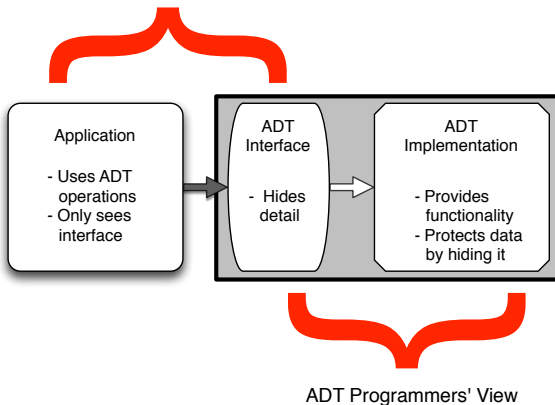 Application
- Uses ADT
operations
- Only sees
interface
ADT
Interface
- Hides
detail
ADT
Implementation
- Provides
functionality
- Protects data
by hiding it
ADT Programmers' View